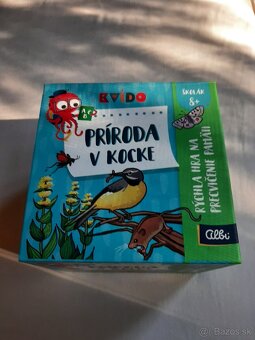 KVÍDO
PRÍRODA
V KOCKE
ŠKOLÁK
8+
RÝCHLA HRA NA
PRECVIČENIE PAMÄTI
Albi
© Bazos.sk